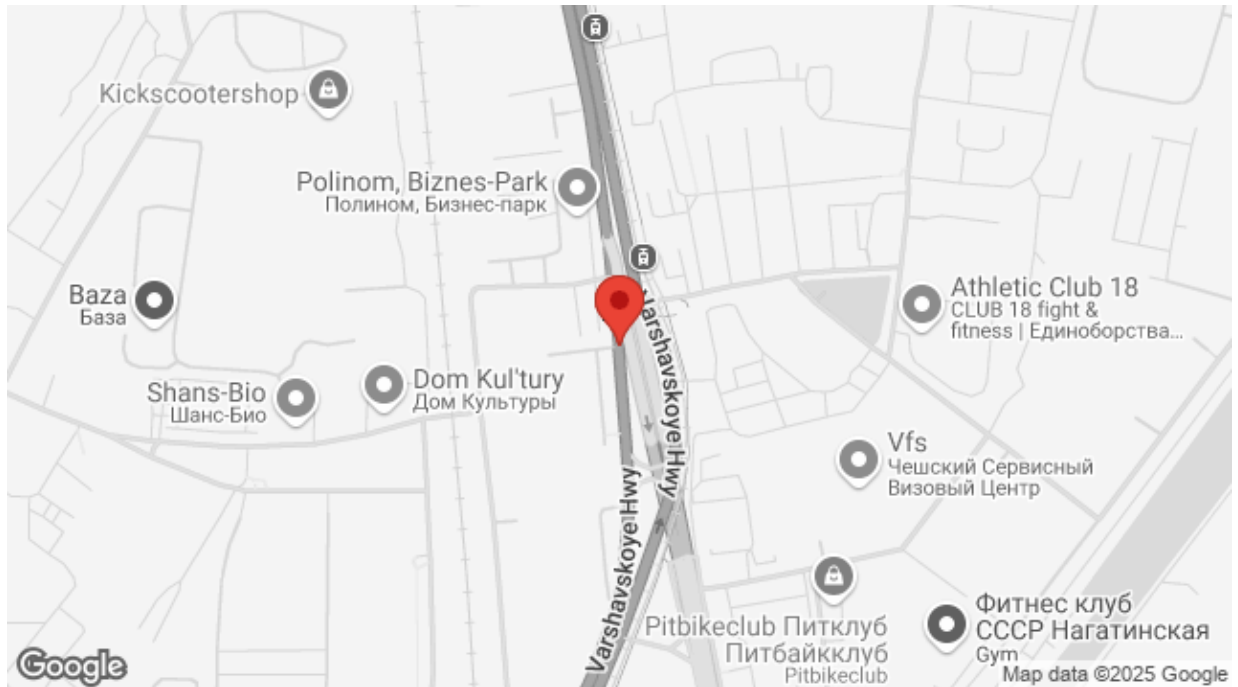 Kickscootershop
Polinom, Biznes-Park
Полином, Бизнес-парк
Baza
База
Athletic Club 18
CLUB 18 fight &
fitness | Единоборства...
Varshavskoye Hwy
Shans-Bio
Шанс-Био
Dom Kul'tury
Дом Культуры
Vfs
Чешский Сервисный
Визовый Центр
Varshavskoye Hwy
Pitbikeclub Питклуб
Питбайкклуб
Pitbikeclub
Фитнес клуб
СССР Нагатинская
Gym
Google
Map data ©2025 Google